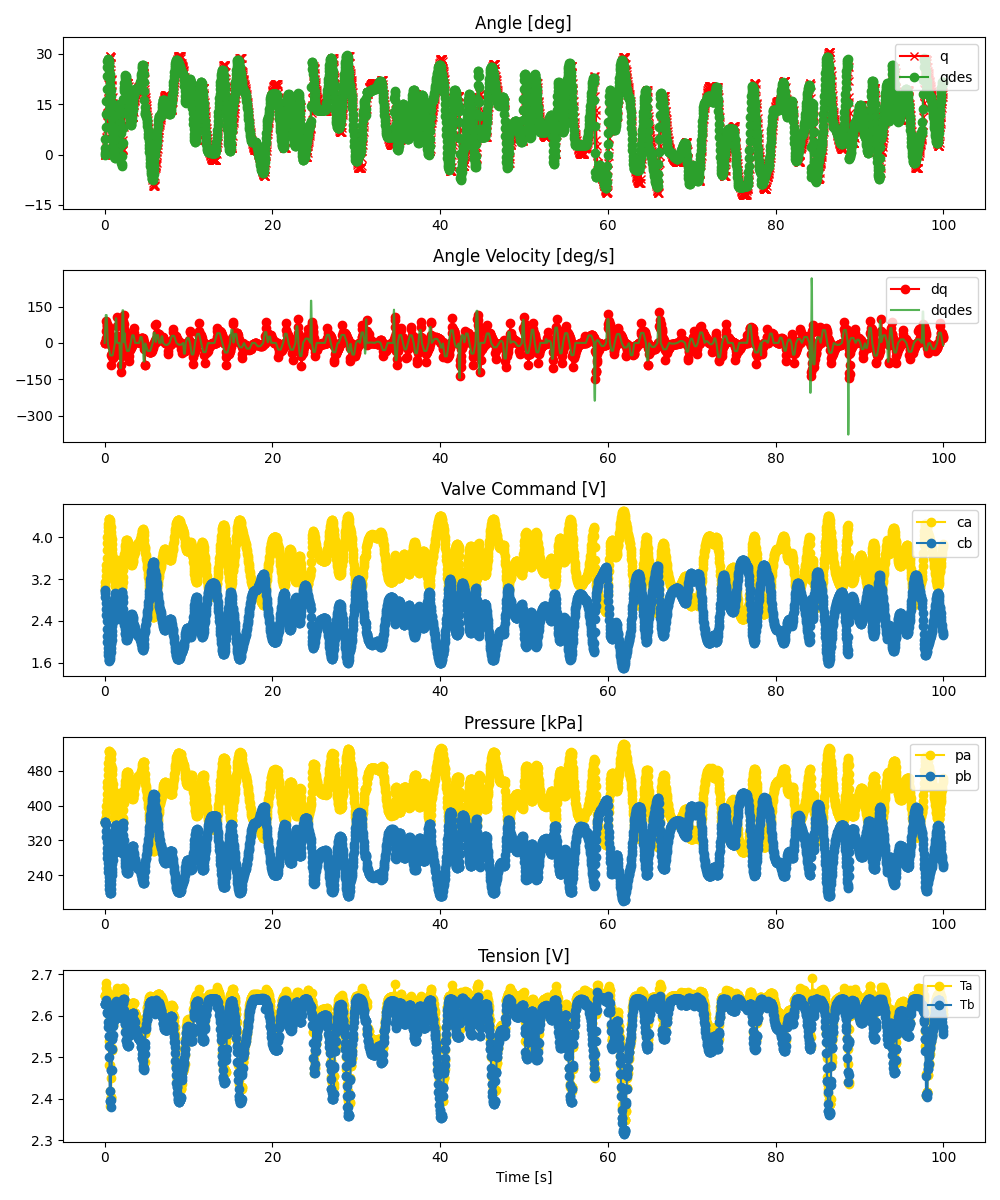 Angle [deg]
30
15
0
−15
q
qdes
0 20 40 60 80 100
Angle Velocity [deg/s]
150
0
−150
−300
dq
dqdes
0 20 40 60 80 100
Valve Command [V]
4.0
3.2
2.4
1.6
ca
cb
0 20 40 60 80 100
Pressure [kPa]
480
400
320
240
pa
pb
0 20 40 60 80 100
Tension [V]
2.7
2.6
2.5
2.4
2.3
Ta
Tb
0 20 40 60 80 100
Time [s]